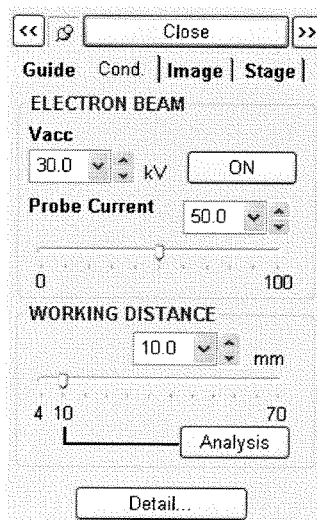 << Close >>
Guide Cond. Image Stage
ELECTRON BEAM
Vacc
30.0 kV ON
Probe Current 50.0
0 100
WORKING DISTANCE
10.0 mm
4 10 70
Analysis
Detail...